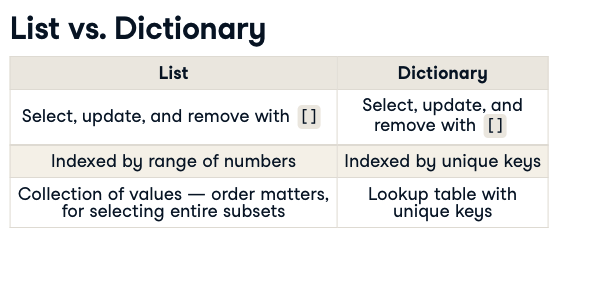 List vs. Dictionary
List
Dictionary
Select, update, and remove with []
Select, update, and
remove with []
Indexed by range of numbers
Indexed by unique keys
Collection of values — order matters,
for selecting entire subsets
Lookup table with
unique keys